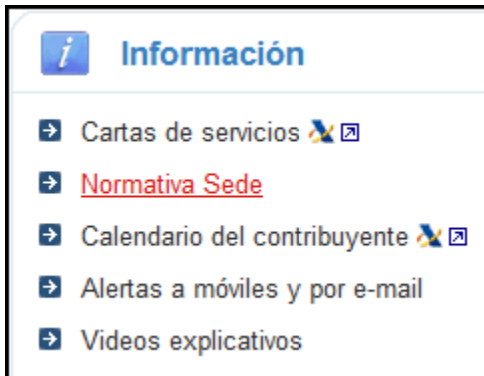 i Información
Cartas de servicios
Normativa Sede
Calendario del contribuyente
Alertas a móviles y por e-mail
Videos explicativos